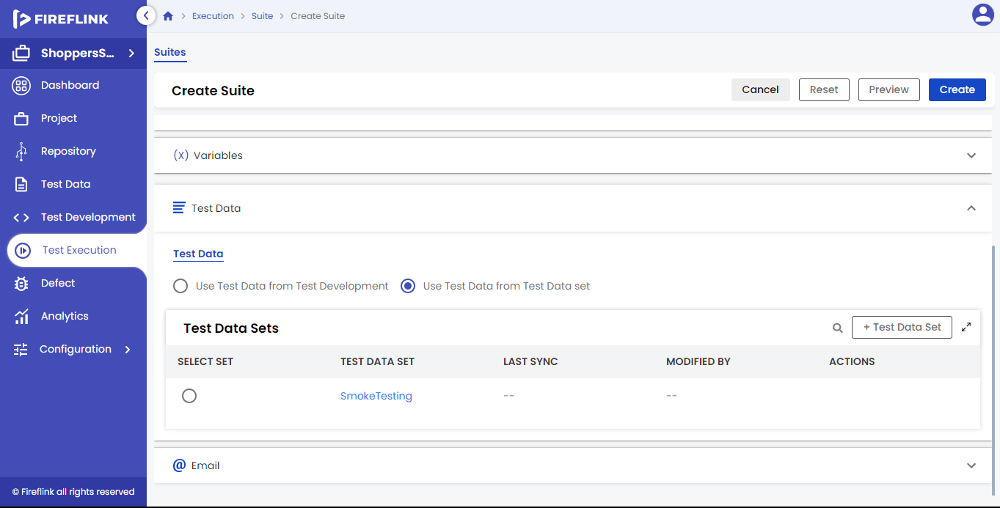 FIREFLINK
Execution
Suite
Create Suite
ShoppersS...
Dashboard
Project
Repository
Test Data
Test Development
Test Execution
Defect
Analytics
Configuration
© Fireflink all rights reserved
Suites
Create Suite
Cancel
Reset
Preview
Create
(X) Variables
Test Data
Test Data
Use Test Data from Test Development
Use Test Data from Test Data set
Test Data Sets
+ Test Data Set
SELECT SET TEST DATA SET LAST SYNC MODIFIED BY ACTIONS
SmokeTesting -- --
@ Email